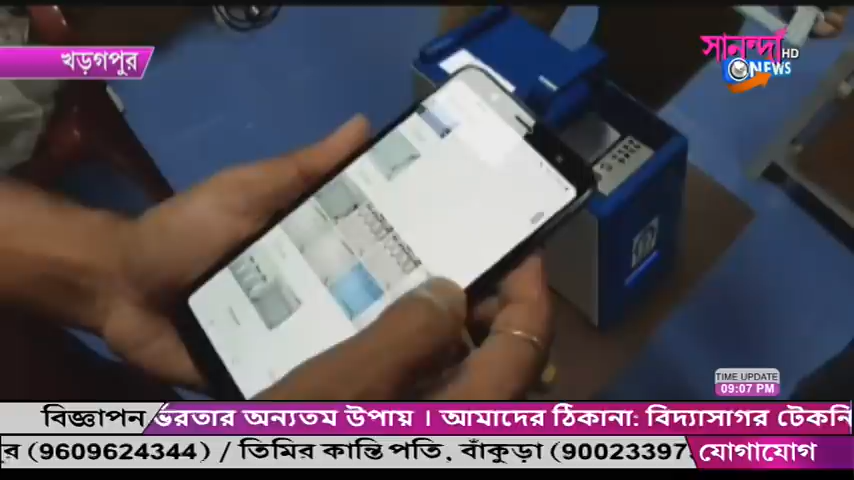 খড়গপুর
সানন্দা HD
NEWS
TIME UPDATE
09:07 PM
বিজ্ঞাপন র্ভরতার অন্যতম উপায় । আমাদের ঠিকানা: বিদ্যাসাগর টেকনি
র (9609624344) / তিমির কান্তি পতি, বাঁকুড়া (90023397 যোগাযোগ